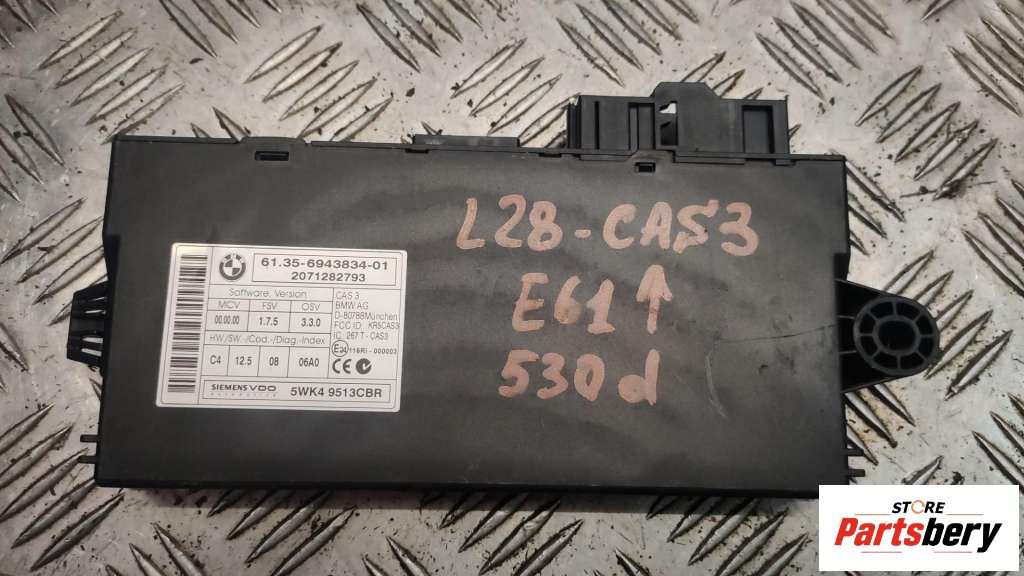 L28-CAS3
E61↑
530d
61.35-6943834-01
2071282793
Software, Version
MCV FSV OSV
00.00.00 1.7.5 3.3.0
HW/SW./Cod./Diag.-Index
C4 12.5 08 06A0
CAS 3
BMW AG
D-80788München
FCC ID: KR5CAS3
IC: 267 T - CAS3
116RI - 000003
SIEMENS VDO
5WK4 9513CBR
STORE
Partsbery